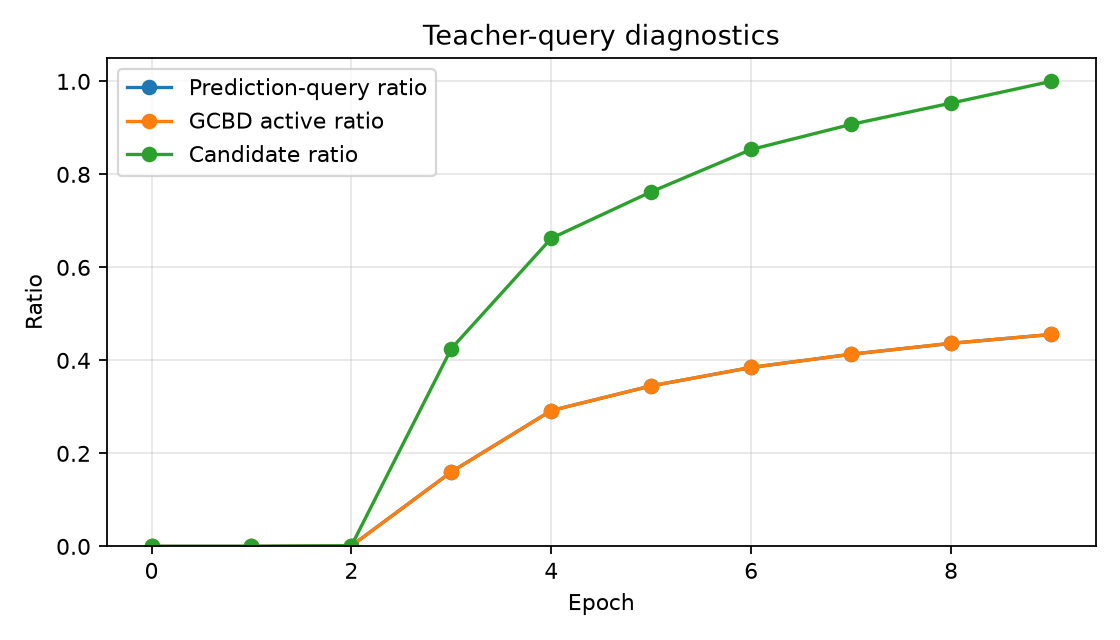 Teacher-query diagnostics
Prediction-query ratio
GCBD active ratio
Candidate ratio
1.0
0.8
0.6
0.4
0.2
0.0
Ratio
0 2 4 6 8
Epoch